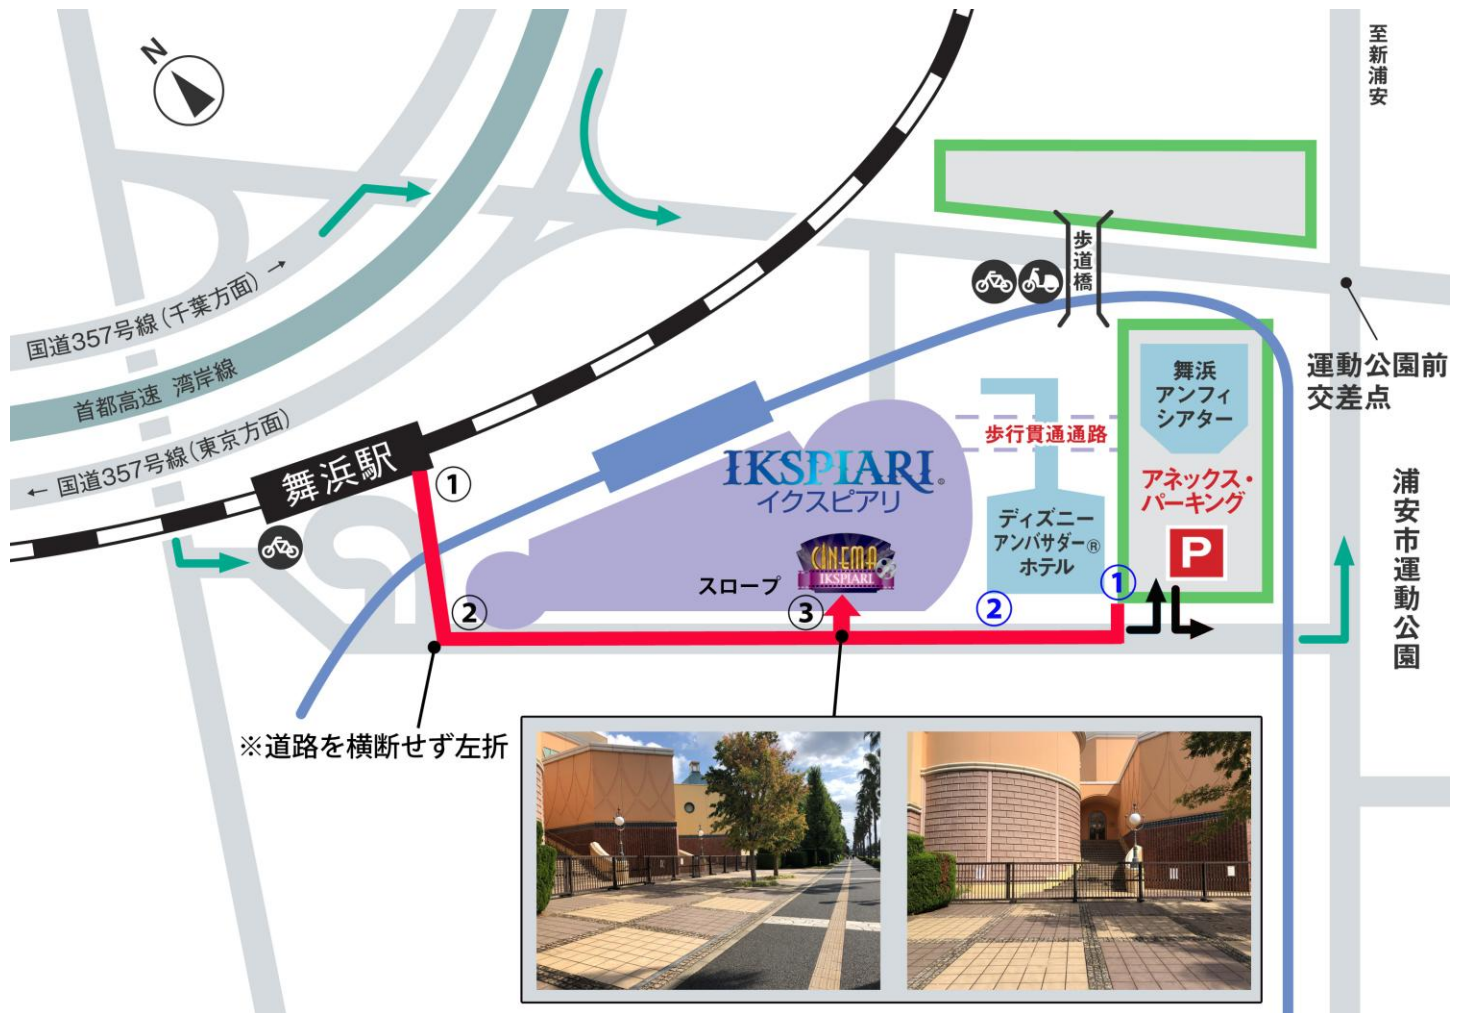 N
至新浦安
歩道橋
国道357号線(千葉方面) →
首都高速 湾岸線
← 国道357号線(東京方面)
舞浜駅
①
運動公園前
交差点
舞浜
アンフィ
シアター
歩行貫通通路
IKSPIARI®
イクスピアリ
アネックス・
パーキング
P
ディズニー
アンバサダー®
ホテル
CINEMA
IKSPIARI
スロープ
浦安市運動公園
②
③
②
①
※道路を横断せず左折